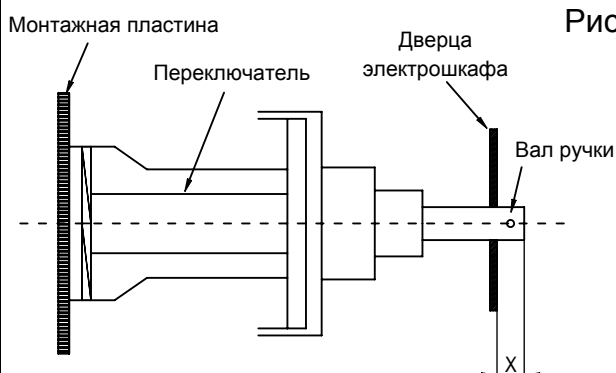 Рис
Монтажная пластина
Дверца
электрошкафа
Переключатель
Вал ручки
X